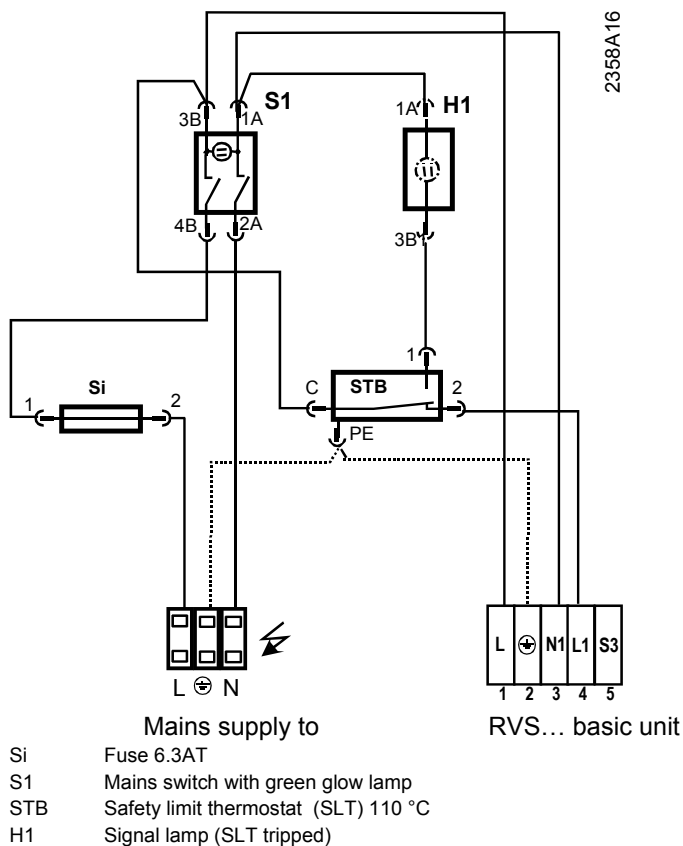 2358A16
S1
3B
1A
1A'
H1
4B
2A
3B'
1
Si
1
2
C
STB
2
PE
L
N1
L1
S3
1
2
3
4
5
L N
Mains supply to
RVS… basic unit
Si Fuse 6.3AT
S1 Mains switch with green glow lamp
STB Safety limit thermostat (SLT) 110 °C
H1 Signal lamp (SLT tripped)